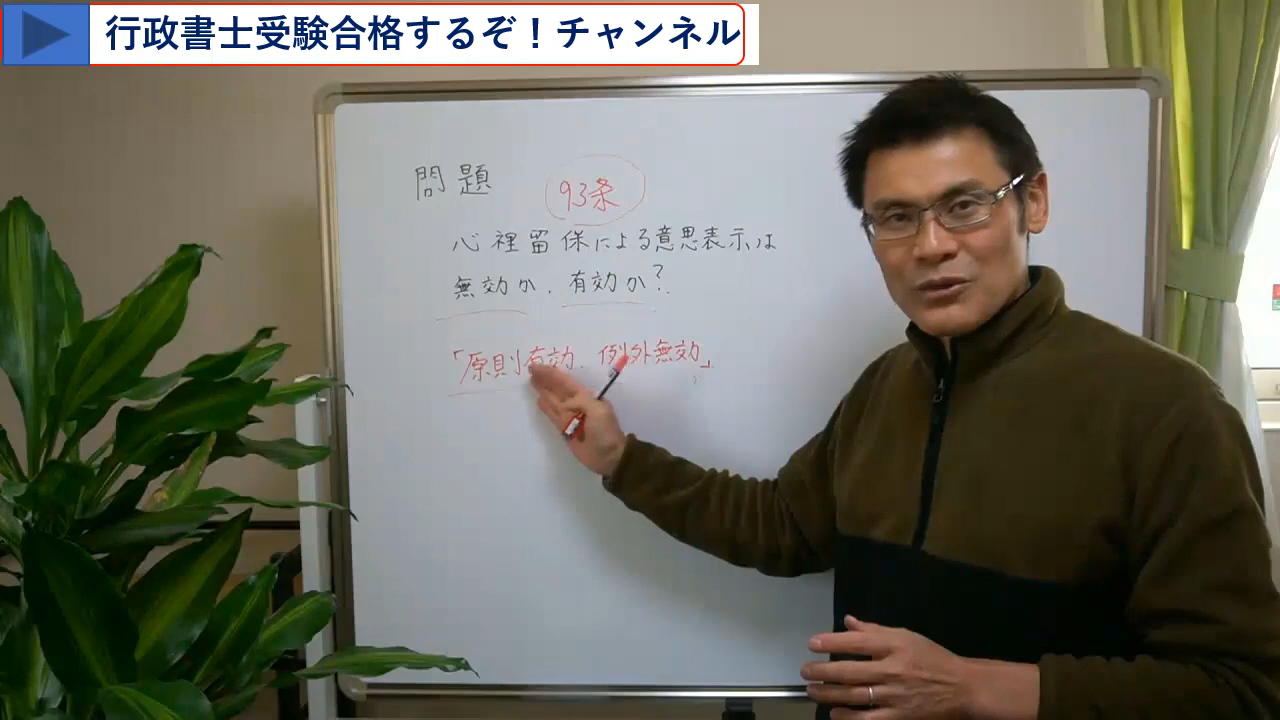 行政書士受験合格するぞ！チャンネル
問題
93条
心裡留保による意思表示は
無効か、有効か？
「原則有効、例外無効」